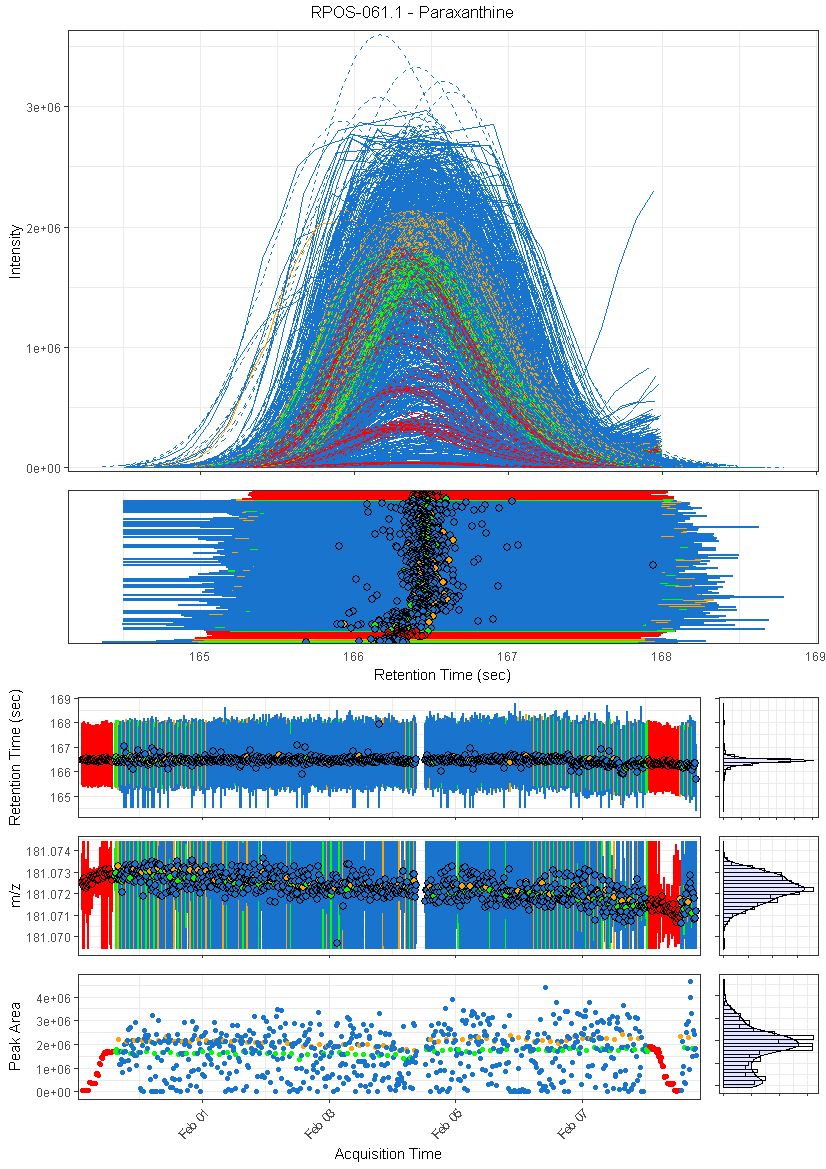 RPOS-061.1 - Paraxanthine
Intensity
3e+06
2e+06
1e+06
0e+00
165 166 167 168 169
Retention Time (sec)
Retention Time (sec)
169
168
167
166
165
m/z
181.074
181.073
181.072
181.071
181.070
Peak Area
4e+06
3e+06
2e+06
1e+06
0e+00
Feb 01 Feb 03 Feb 05 Feb 07
Acquisition Time